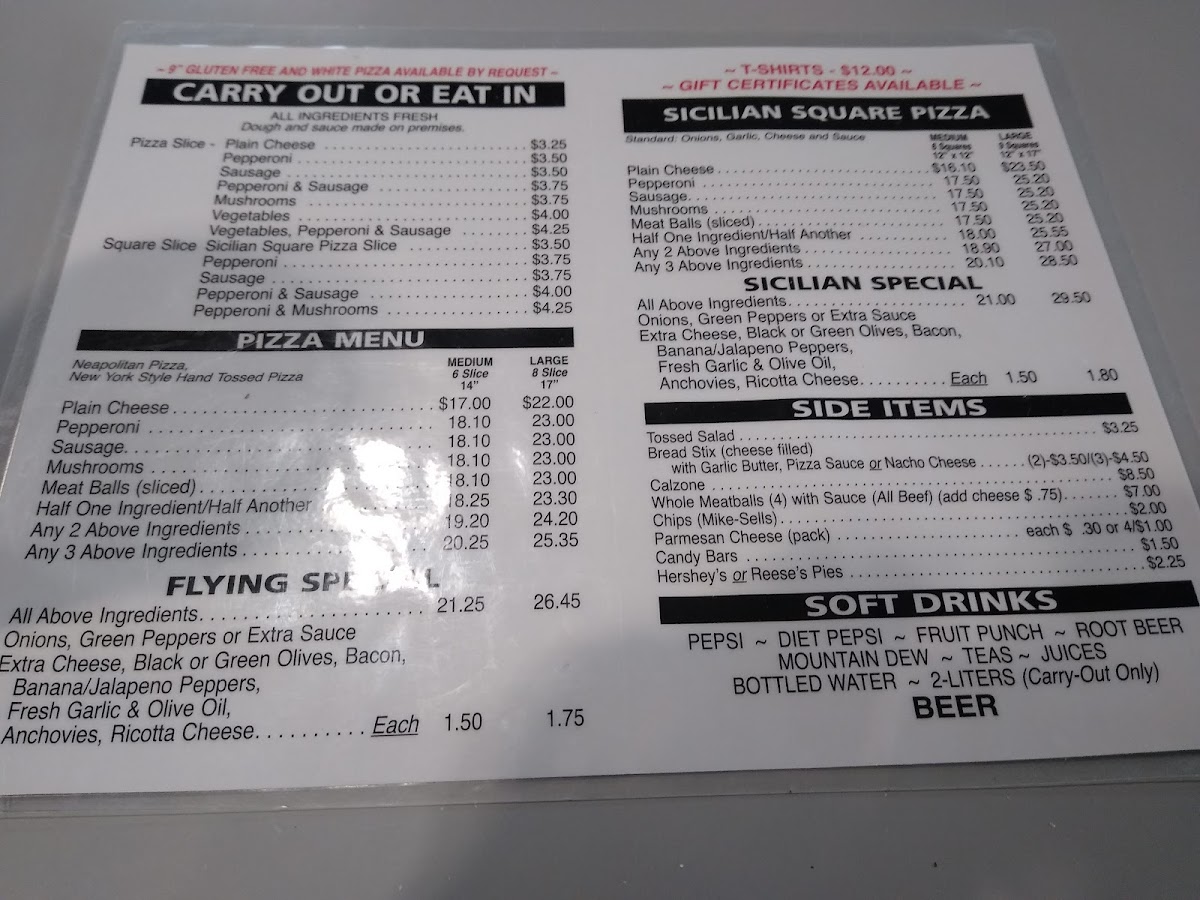 ~ 9" GLUTEN FREE AND WHITE PIZZA AVAILABLE BY REQUEST ~
CARRY OUT OR EAT IN
ALL INGREDIENTS FRESH
Dough and sauce made on premises.
Pizza Slice - Plain Cheese $3.25
Pepperoni $3.50
Sausage $3.50
Pepperoni & Sausage $3.75
Mushrooms $3.75
Vegetables $4.00
Vegetables, Pepperoni & Sausage $4.25
Square Slice Sicilian Square Pizza Slice $3.50
Pepperoni $3.75
Sausage $3.75
Pepperoni & Sausage $4.00
Pepperoni & Mushrooms $4.25
PIZZA MENU
Neapolitan Pizza,
New York Style Hand Tossed Pizza
MEDIUM LARGE
6 Slice 8 Slice
14" 17"
Plain Cheese $17.00 $22.00
Pepperoni 18.10 23.00
Sausage 18.10 23.00
Mushrooms 18.10 23.00
Meat Balls (sliced) 18.10 23.00
Half One Ingredient/Half Another 18.25 23.30
Any 2 Above Ingredients 19.20 24.20
Any 3 Above Ingredients 20.25 25.35
FLYING SPECIAL
All Above Ingredients 21.25 26.45
Onions, Green Peppers or Extra Sauce
Extra Cheese, Black or Green Olives, Bacon,
Banana/Jalapeno Peppers,
Fresh Garlic & Olive Oil,
Anchovies, Ricotta Cheese Each 1.50 1.75
~ T-SHIRTS - $12.00 ~
~ GIFT CERTIFICATES AVAILABLE ~
SICILIAN SQUARE PIZZA
Standard: Onions, Garlic, Cheese and Sauce
MEDIUM LARGE
6 Squares 9 Squares
12" x 12" 12" x 17"
Plain Cheese $16.10 $23.50
Pepperoni 17.50 25.20
Sausage 17.50 25.20
Mushrooms 17.50 25.20
Meat Balls (sliced) 17.50 25.20
Half One Ingredient/Half Another 18.00 25.55
Any 2 Above Ingredients 18.90 27.00
Any 3 Above Ingredients 20.10 28.50
SICILIAN SPECIAL
All Above Ingredients 21.00 29.50
Onions, Green Peppers or Extra Sauce
Extra Cheese, Black or Green Olives, Bacon,
Banana/Jalapeno Peppers,
Fresh Garlic & Olive Oil,
Anchovies, Ricotta Cheese Each 1.50 1.80
SIDE ITEMS
Tossed Salad $3.25
Bread Stix (cheese filled)
with Garlic Butter, Pizza Sauce or Nacho Cheese (2)-$3.50/(3)-$4.50
Calzone $8.50
Whole Meatballs (4) with Sauce (All Beef) (add cheese $ .75) $7.00
Chips (Mike-Sells) $2.00
Parmesan Cheese (pack) each $ .30 or 4/$1.00
Candy Bars $1.50
Hershey's or Reese's Pies $2.25
SOFT DRINKS
PEPSI ~ DIET PEPSI ~ FRUIT PUNCH ~ ROOT BEER
MOUNTAIN DEW ~ TEAS ~ JUICES
BOTTLED WATER ~ 2-LITERS (Carry-Out Only)
BEER